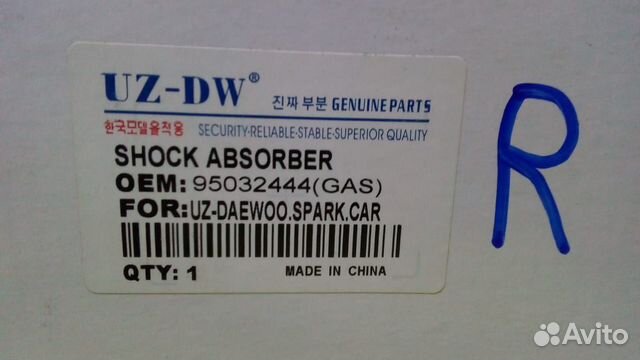 UZ-DW®
진짜 부분 GENUINE PARTS
한국모델을적용 SECURITY-RELIABLE-STABLE-SUPERIOR QUALITY
SHOCK ABSORBER
OEM: 95032444(GAS)
FOR:UZ-DAEWOO.SPARK.CAR
QTY: 1 MADE IN CHINA
R
Avito